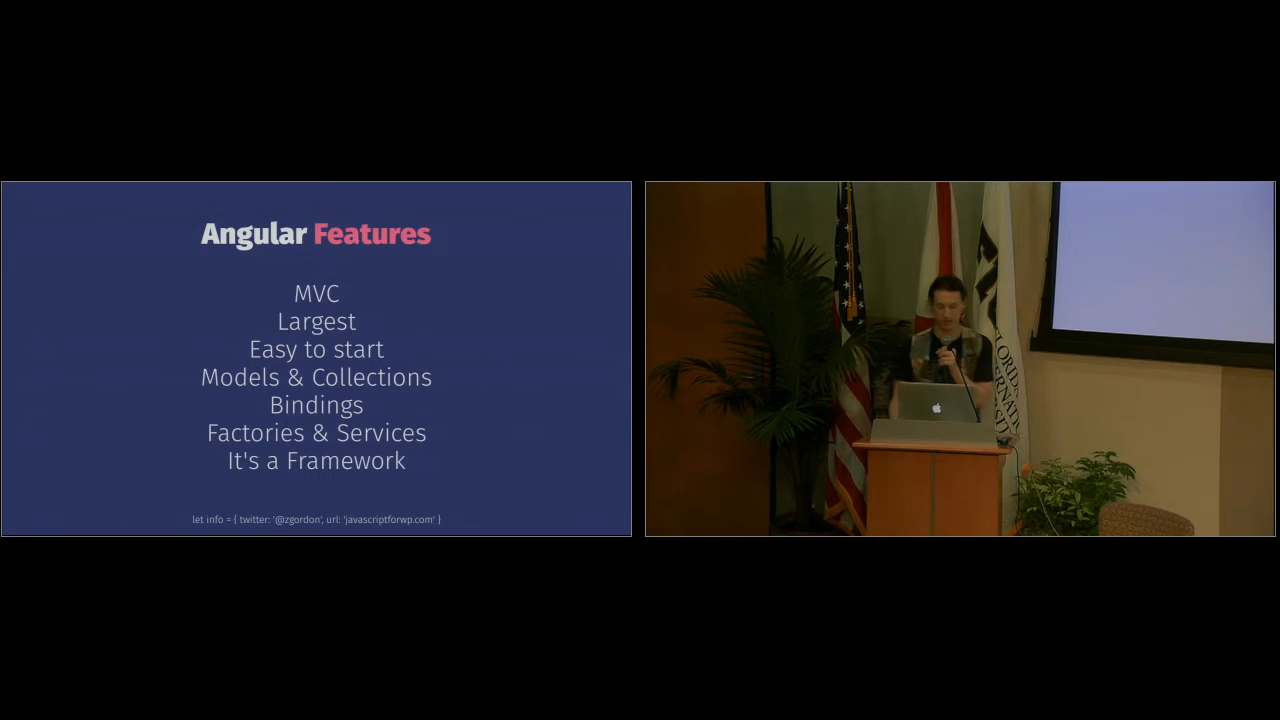 Angular Features
MVC
Largest
Easy to start
Models & Collections
Bindings
Factories & Services
It's a Framework
let info = { twitter: '@zgordon', url: 'javascriptforwp.com' }
FLORIDA